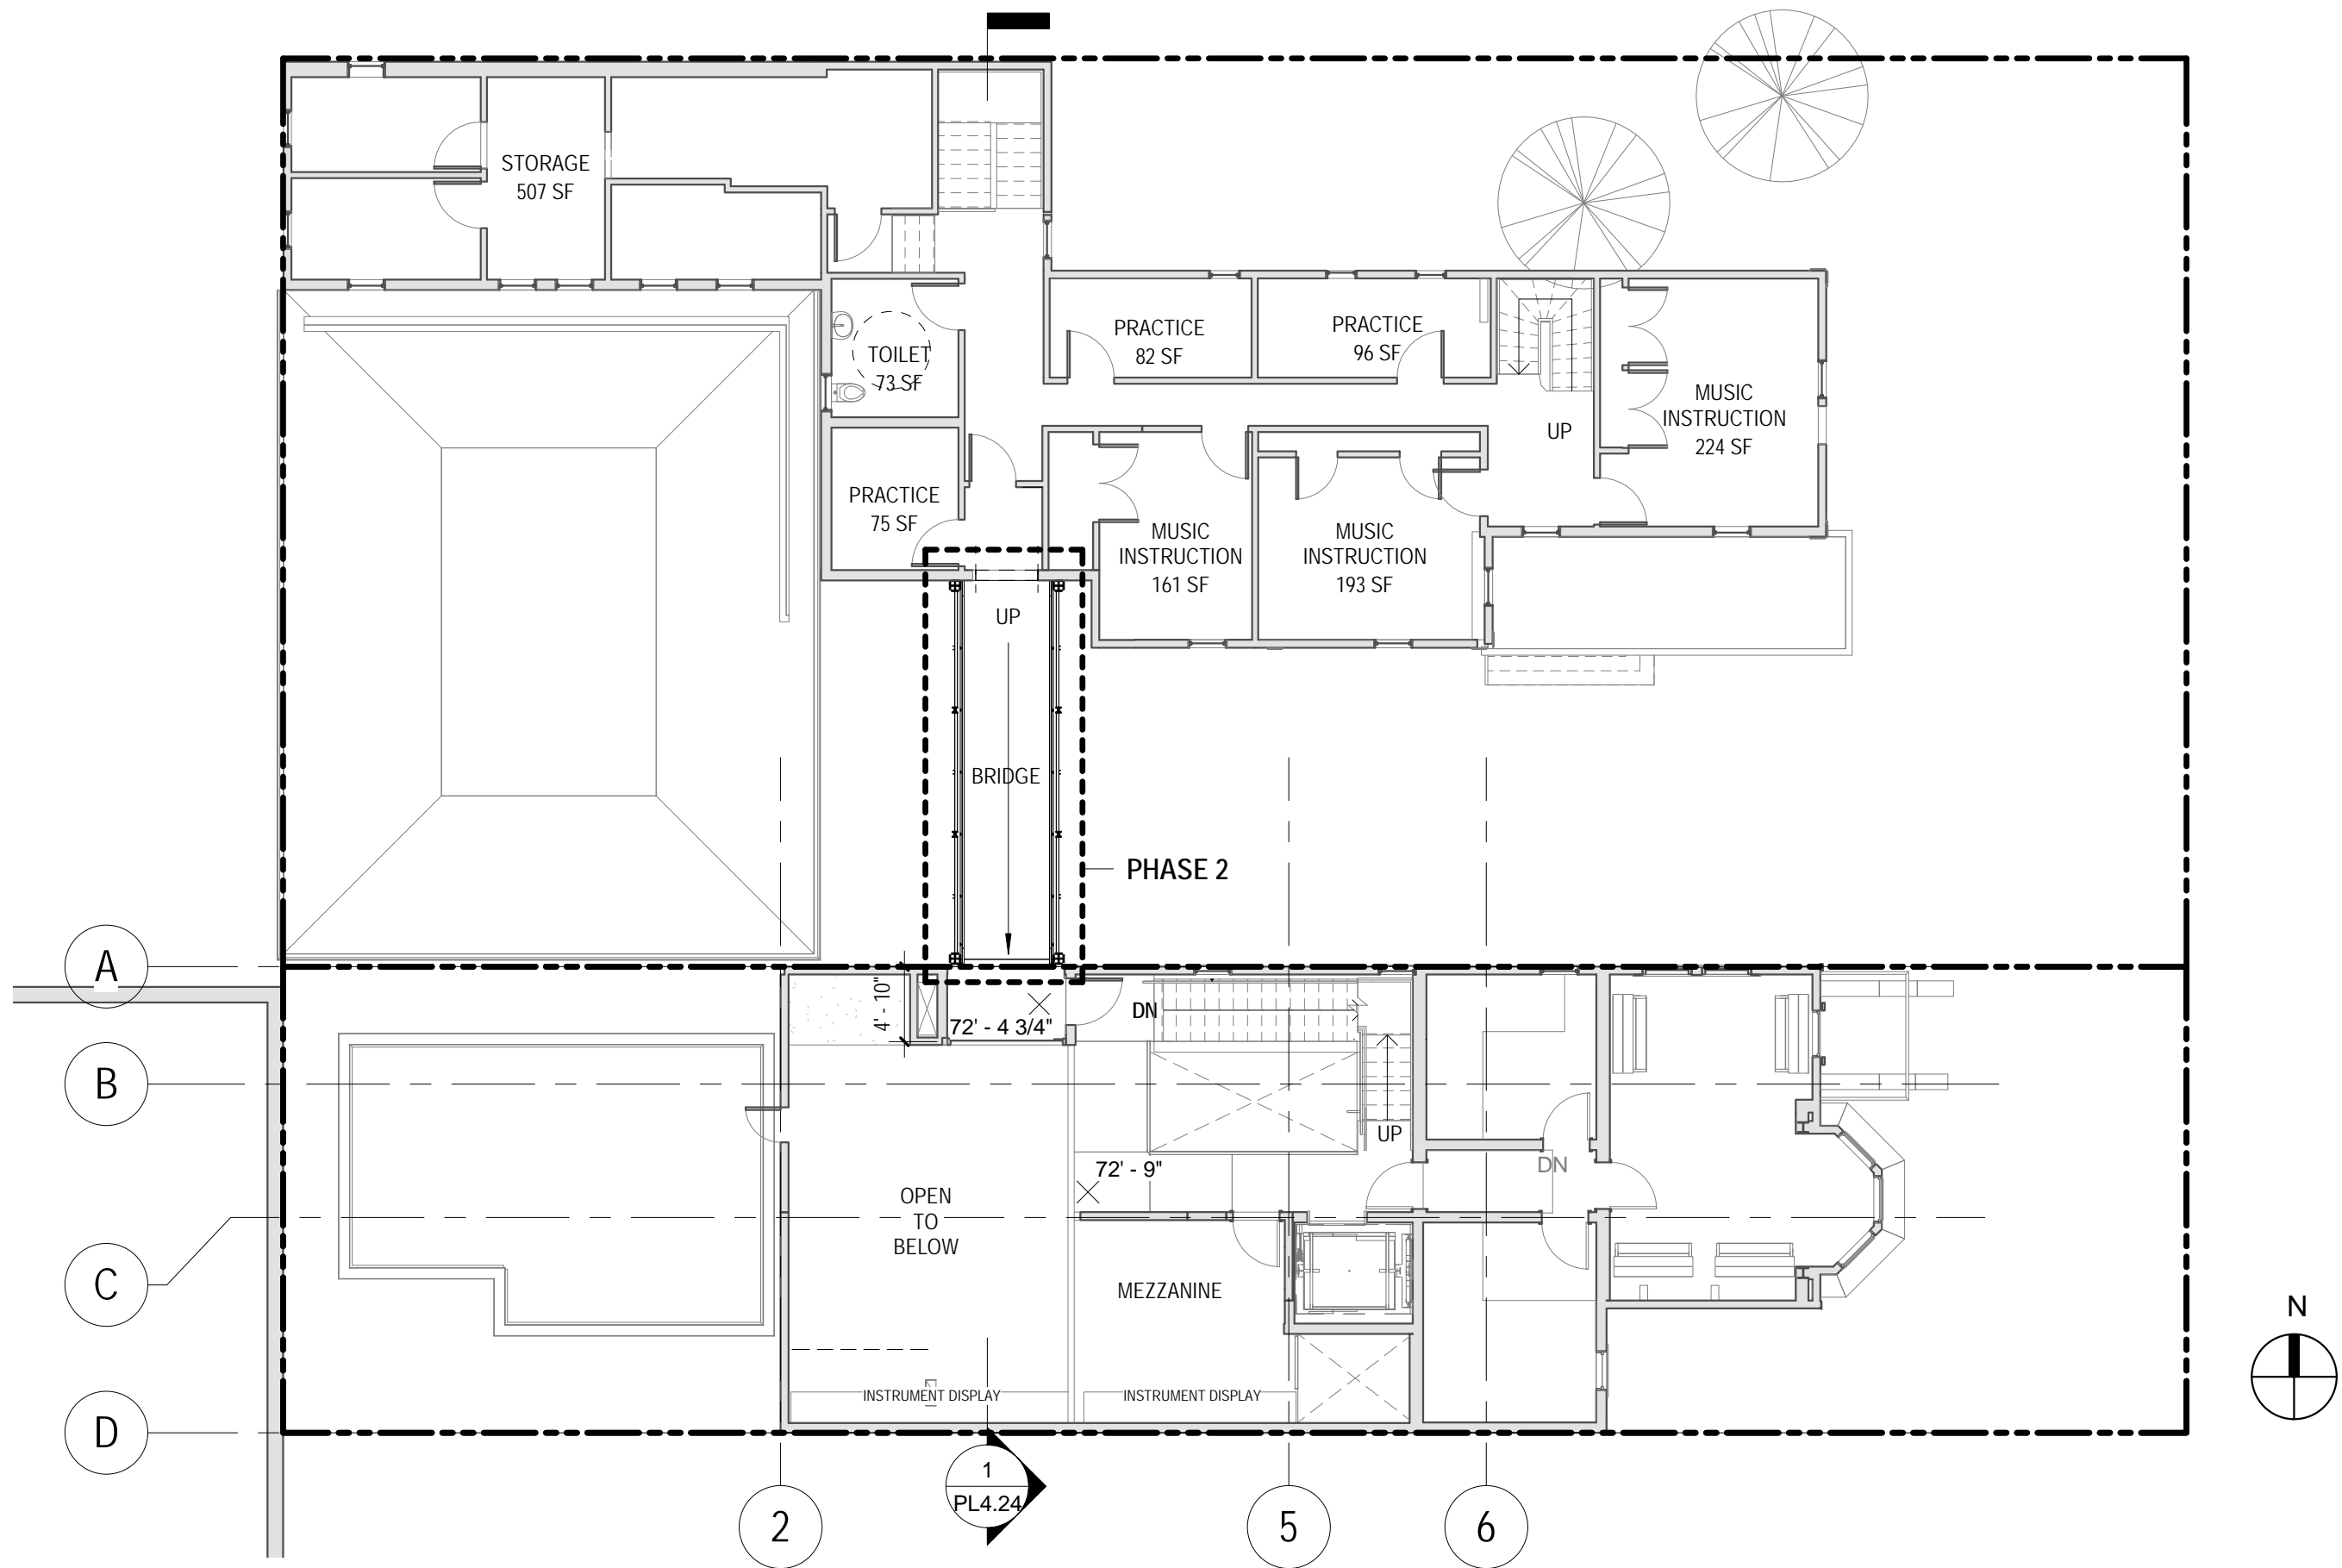 STORAGE
507 SF
PRACTICE
82 SF
PRACTICE
96 SF
TOILET
73 SF
MUSIC
INSTRUCTION
224 SF
UP
PRACTICE
75 SF
MUSIC
INSTRUCTION
161 SF
MUSIC
INSTRUCTION
193 SF
UP
BRIDGE
PHASE 2
A
4' - 10"
72' - 4 3/4"
DN
B
UP
72' - 9"
DN
OPEN
TO
BELOW
C
MEZZANINE
N
INSTRUMENT DISPLAY
INSTRUMENT DISPLAY
D
1
PL4.24
2
5
6